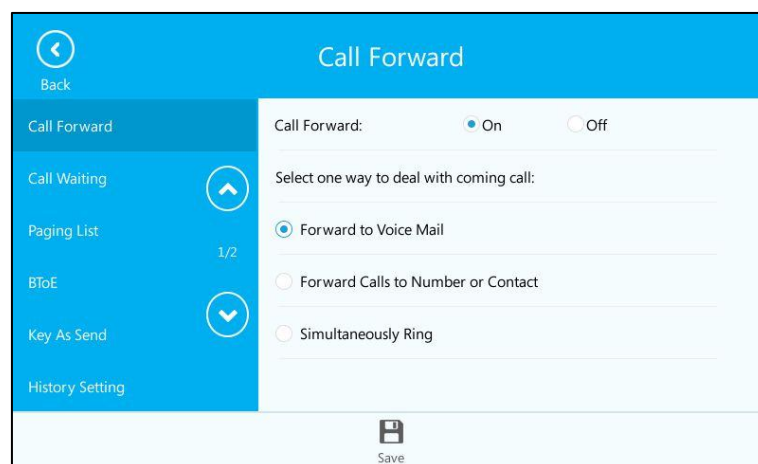 Call Forward
Back
Call Forward
Call Waiting
Paging List
1/2
BToE
Key As Send
History Setting
Call Forward: On Off
Select one way to deal with coming call:
Forward to Voice Mail
Forward Calls to Number or Contact
Simultaneously Ring
Save